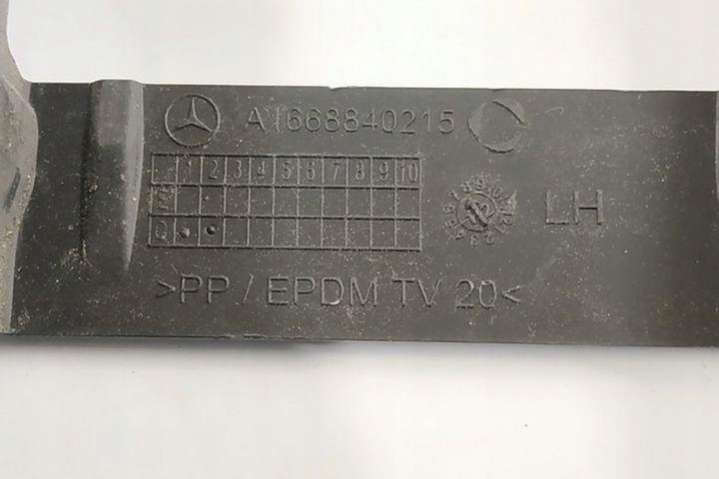 A1668840215
1 2 3 4 5 6 7 8 9 10
Q
LH
>PP / EPDM TV 20<